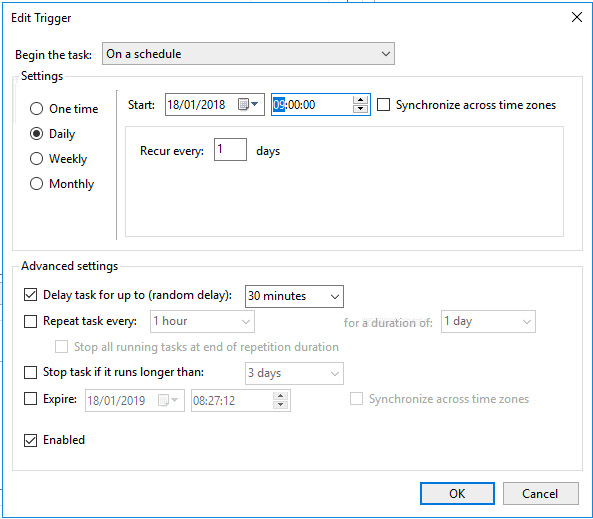 Edit Trigger
Begin the task: On a schedule
Settings
One time
Daily
Weekly
Monthly
Start: 18/01/2018 09:00:00 Synchronize across time zones
Recur every: 1 days
Advanced settings
Delay task for up to (random delay): 30 minutes
Repeat task every: 1 hour for a duration of: 1 day
Stop all running tasks at end of repetition duration
Stop task if it runs longer than: 3 days
Expire: 18/01/2019 08:27:12 Synchronize across time zones
Enabled
OK Cancel